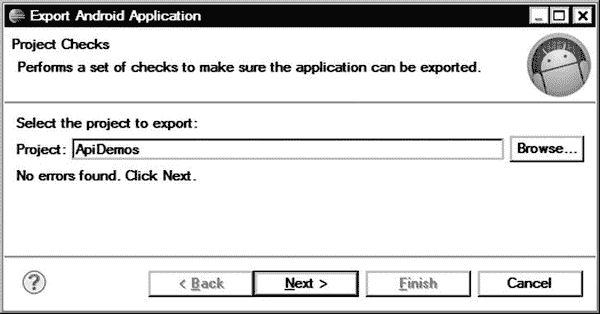 Export Android Application
Project Checks
Performs a set of checks to make sure the application can be exported.
Select the project to export:
Project: ApiDemos Browse...
No errors found. Click Next.
? < Back Next > Finish Cancel